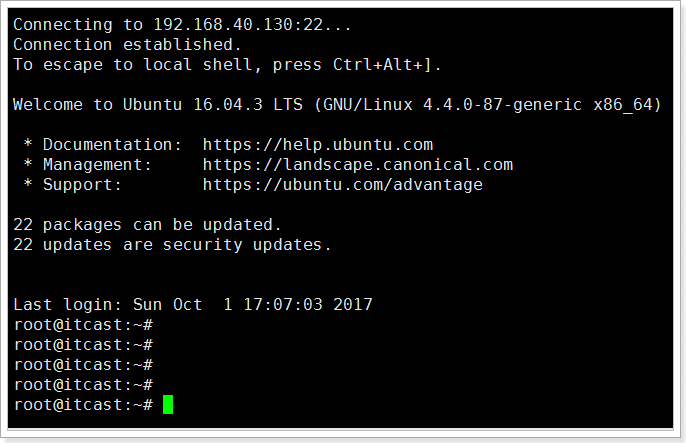 Connecting to 192.168.40.130:22...
Connection established.
To escape to local shell, press Ctrl+Alt+].
Welcome to Ubuntu 16.04.3 LTS (GNU/Linux 4.4.0-87-generic x86_64)
* Documentation:  https://help.ubuntu.com
* Management:     https://landscape.canonical.com
* Support:        https://ubuntu.com/advantage
22 packages can be updated.
22 updates are security updates.
Last login: Sun Oct  1 17:07:03 2017
root@itcast:~#
root@itcast:~#
root@itcast:~#
root@itcast:~#
root@itcast:~#